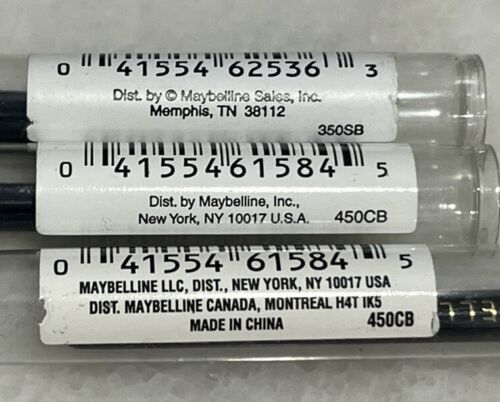 0 41554 62536 3
Dist. by © Maybelline Sales, Inc.
Memphis, TN 38112
350SB
0 41554 61584 5
Dist. by Maybelline, Inc.,
New York, NY 10017 U.S.A. 450CB
0 41554 61584 5
MAYBELLINE LLC, DIST., NEW YORK, NY 10017 USA
DIST. MAYBELLINE CANADA, MONTREAL H4T IK5
MADE IN CHINA 450CB